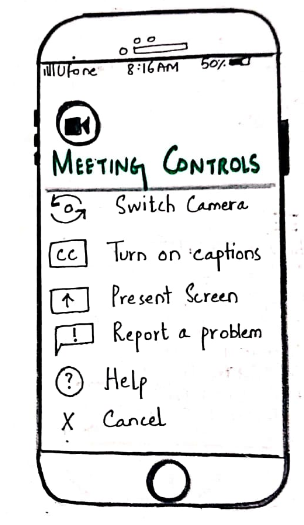 Ufone 8:16AM 50%
MEETING CONTROLS
Switch Camera
CC Turn on captions
Present Screen
! Report a problem
? Help
X Cancel